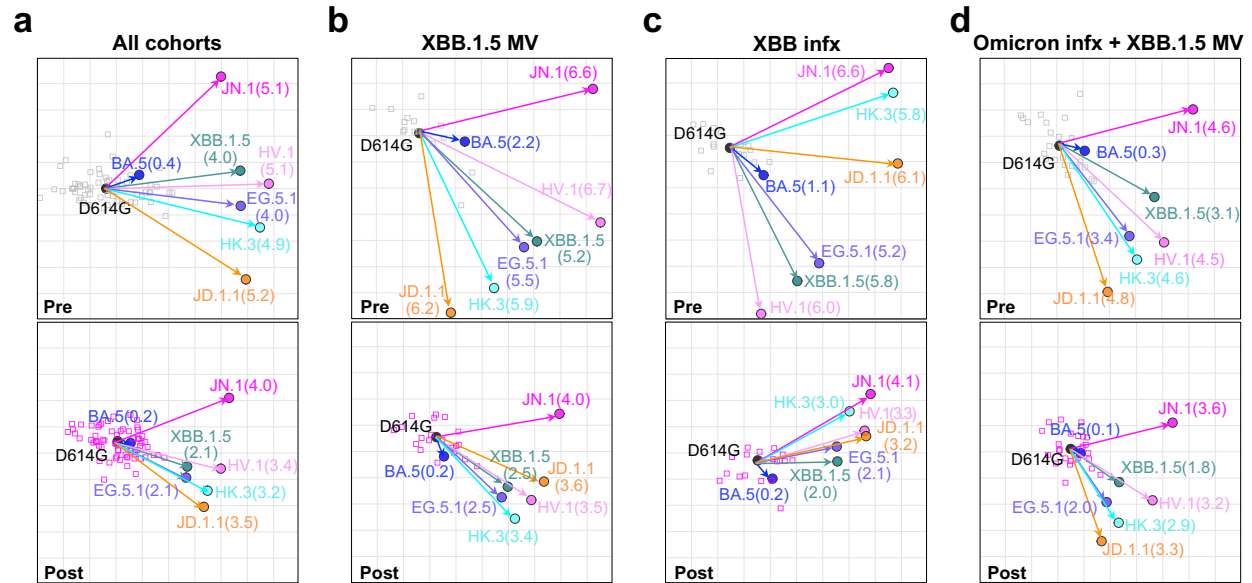 a
All cohorts
JN.1(5.1)
XBB.1.5
(4.0)
HV.1
(5.1)
BA.5(0.4)
D614G
EG.5.1
(4.0)
HK.3(4.9)
JD.1.1(5.2)
Pre
JN.1(4.0)
BA.5(0.2)
XBB.1.5
(2.1)
D614G
HV.1(3.4)
EG.5.1(2.1)
HK.3(3.2)
JD.1.1(3.5)
Post
b
XBB.1.5 MV
JN.1(6.6)
D614G
BA.5(2.2)
HV.1(6.7)
XBB.1.5
(5.2)
EG.5.1
(5.5)
JD.1.1
(6.2)
HK.3(5.9)
Pre
JN.1(4.0)
D614G
BA.5(0.2)
XBB.1.5
(2.5)
JD.1.1
(3.6)
EG.5.1(2.5)
HV.1(3.5)
HK.3(3.4)
Post
c
XBB infx
JN.1(6.6)
HK.3(5.8)
D614G
JD.1.1(6.1)
BA.5(1.1)
EG.5.1(5.2)
XBB.1.5(5.8)
HV.1(6.0)
Pre
JN.1(4.1)
HK.3(3.0)
HV.1(3.3)
JD.1.1
(3.2)
D614G
EG.5.1
(2.1)
BA.5(0.2)
XBB.1.5
(2.0)
Post
d
Omicron infx + XBB.1.5 MV
JN.1(4.6)
D614G
BA.5(0.3)
XBB.1.5(3.1)
EG.5.1(3.4)
HV.1(4.5)
HK.3(4.6)
JD.1.1(4.8)
Pre
JN.1(3.6)
BA.5(0.1)
D614G
XBB.1.5(1.8)
EG.5.1(2.0)
HV.1(3.2)
HK.3(2.9)
JD.1.1(3.3)
Post